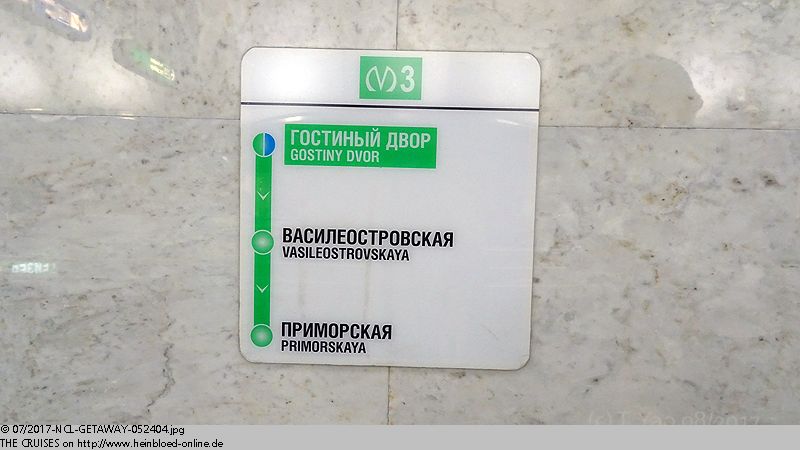 М 3
ГОСТИНЫЙ ДВОР
GOSTINY DVOR
ВАСИЛЕОСТРОВСКАЯ
VASILEOSTROVSKAYA
ПРИМОРСКАЯ
PRIMORSKAYA
© 07/2017-NCL-GETAWAY-052404.jpg
THE CRUISES on http://www.heinbloed-online.de